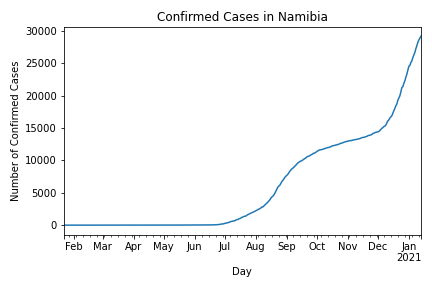 Confirmed Cases in Namibia
30000
25000
20000
15000
10000
5000
0
Number of Confirmed Cases
Feb Mar Apr May Jun Jul Aug Sep Oct Nov Dec Jan
2021
Day